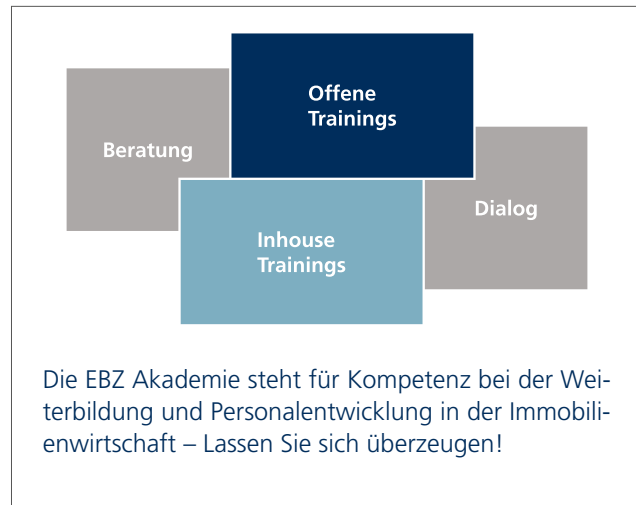 Offene
Trainings
Beratung
Dialog
Inhouse
Trainings
Die EBZ Akademie steht für Kompetenz bei der Wei-
terbildung und Personalentwicklung in der Immobili-
enwirtschaft – Lassen Sie sich überzeugen!